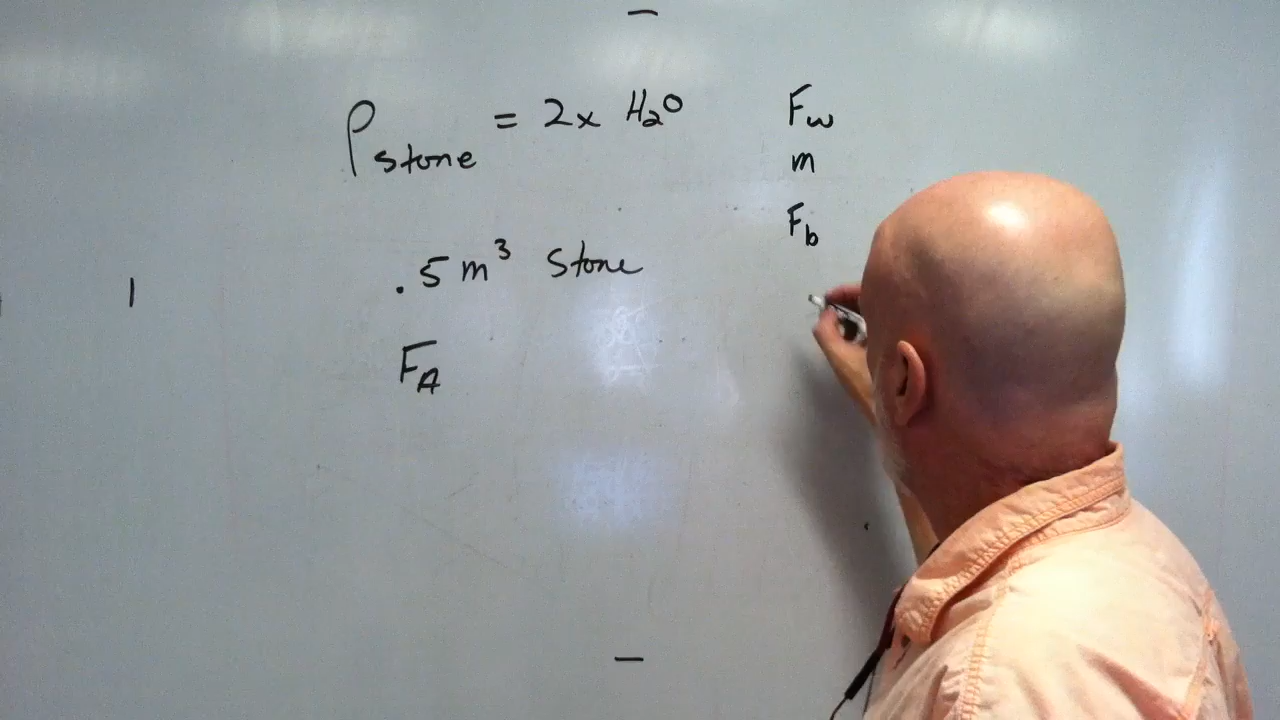 ρstone = 2x H2O
.5 m³ Stone
FA
Fw
m
Fb